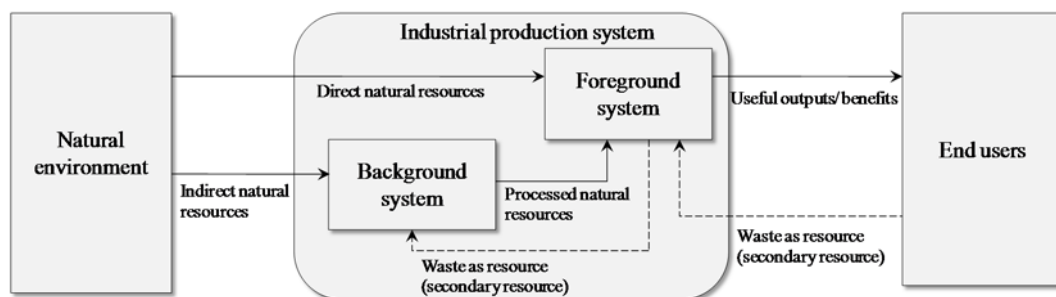 Industrial production system
Natural
environment
Direct natural resources
Foreground
system
Useful outputs/ benefits
End users
Indirect natural
resources
Background
system
Processed natural
resources
Waste as resource
(secondary resource)
Waste as resource
(secondary resource)